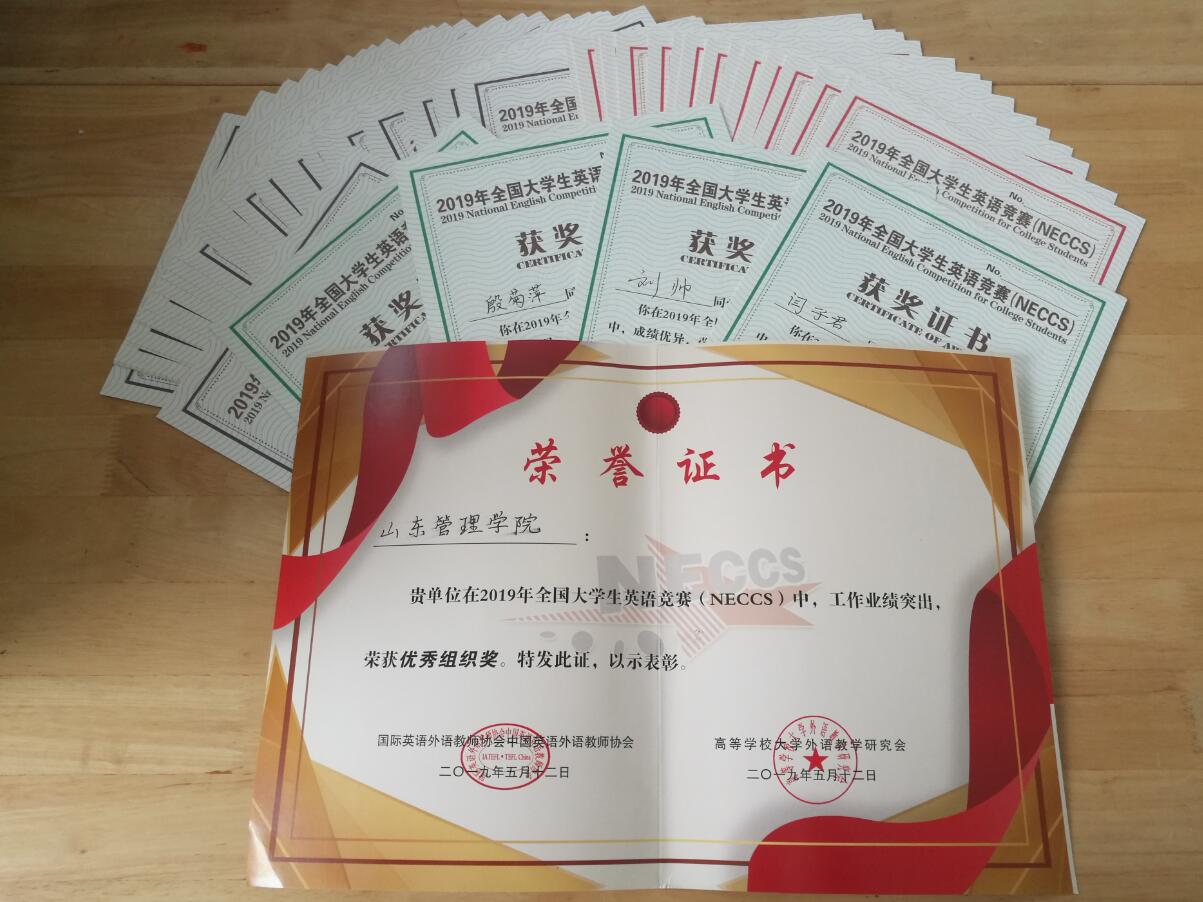 2019年全国
2019 National E
2019年全国大学生英语竞赛(NECCS)
2019 National English Competition for College Students
No.
2019年全国大学生英语
2019 National English Competition
No.
获奖
CERTIFICA
2019年全国大学生英语
2019 National English Competiti
获奖
CERTIFICA
殷菊萍
你在2019年全
2019年全国大学生英
2019 National English Competi
获奖
CERTIFICA
刘帅
你在2019年全
中，成绩优异，
2019年全国大学生英语竞赛(NECCS)
2019 National English Competition for College Students
No.
获奖证书
CERTIFICATE OF AW
闫子君
你在20
2019
2019 N
荣誉证书
山东管理学院：
NECCS
贵单位在2019年全国大学生英语竞赛（NECCS）中，工作业绩突出，
荣获优秀组织奖。特发此证，以示表彰。
国际英语外语教师协会中国英语外语教师协会
二〇一九年五月十二日
IATEFL·TEFL China
高等学校大学外语教学研究会
二〇一九年五月十二日